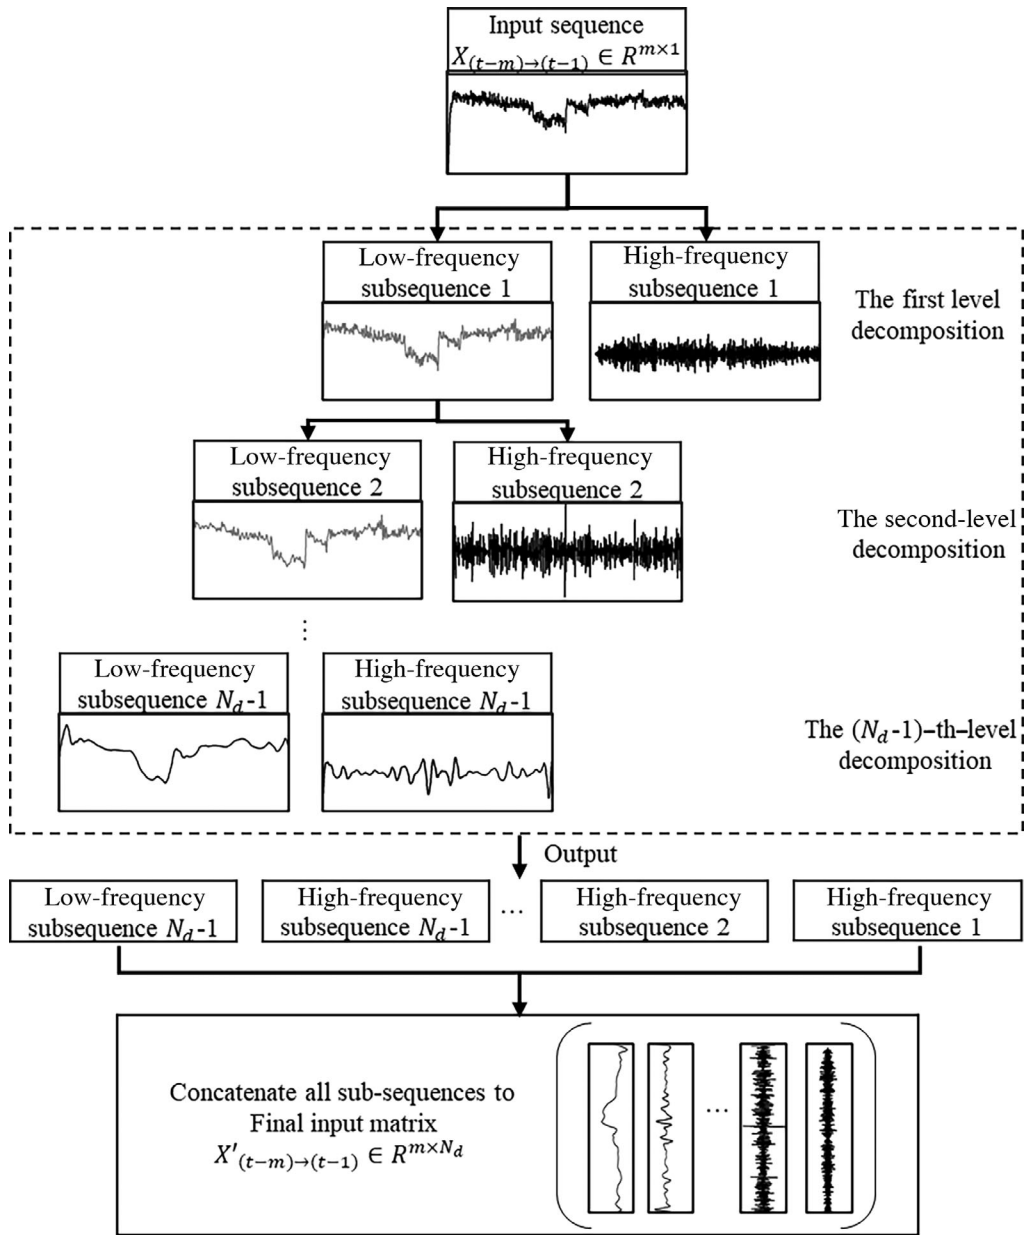 Input sequence
X_{(t−m)→(t−1)} ∈ R^{m×1}
Low-frequency
subsequence 1
High-frequency
subsequence 1
The first level
decomposition
Low-frequency
subsequence 2
High-frequency
subsequence 2
The second-level
decomposition
⋮
Low-frequency
subsequence N_d-1
High-frequency
subsequence N_d-1
The (N_d-1)–th–level
decomposition
Output
Low-frequency
subsequence N_d-1
High-frequency
subsequence N_d-1
...
High-frequency
subsequence 2
High-frequency
subsequence 1
Concatenate all sub-sequences to
Final input matrix
X'_{(t−m)→(t−1)} ∈ R^{m×N_d}
...